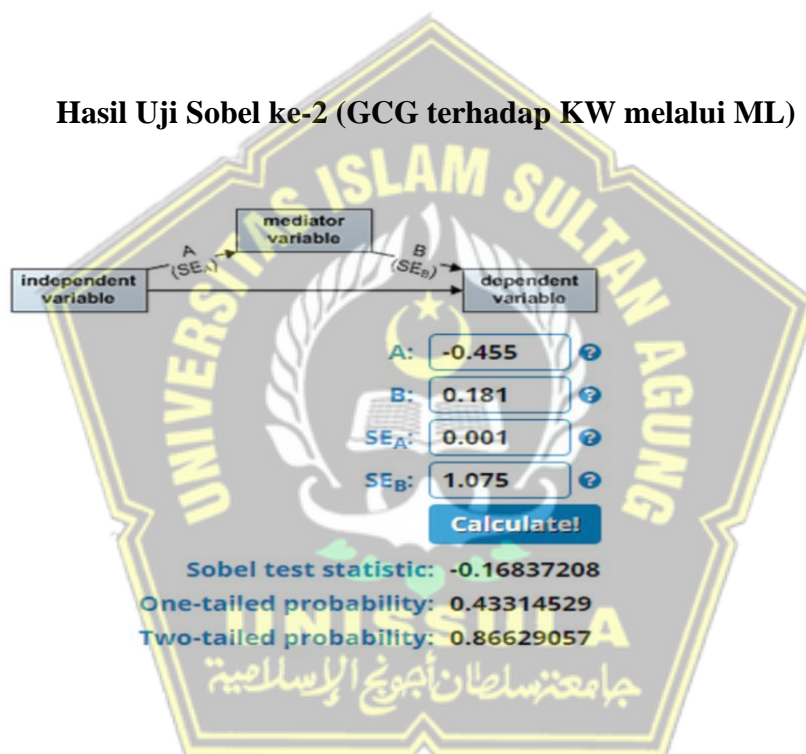 Hasil Uji Sobel ke-2 (GCG terhadap KW melalui ML)
UNIVERSITAS ISLAM SULTAN AGUNG
mediator
variable
A
(SEA)
B
(SEB)
independent
variable
dependent
variable
A: -0.455 ?
B: 0.181 ?
SEA: 0.001 ?
SEB: 1.075 ?
Calculate!
Sobel test statistic: -0.16837208
One-tailed probability: 0.43314529
Two-tailed probability: 0.86629057
UNISSULA
جامعة سلطان أجونج الإسلامية